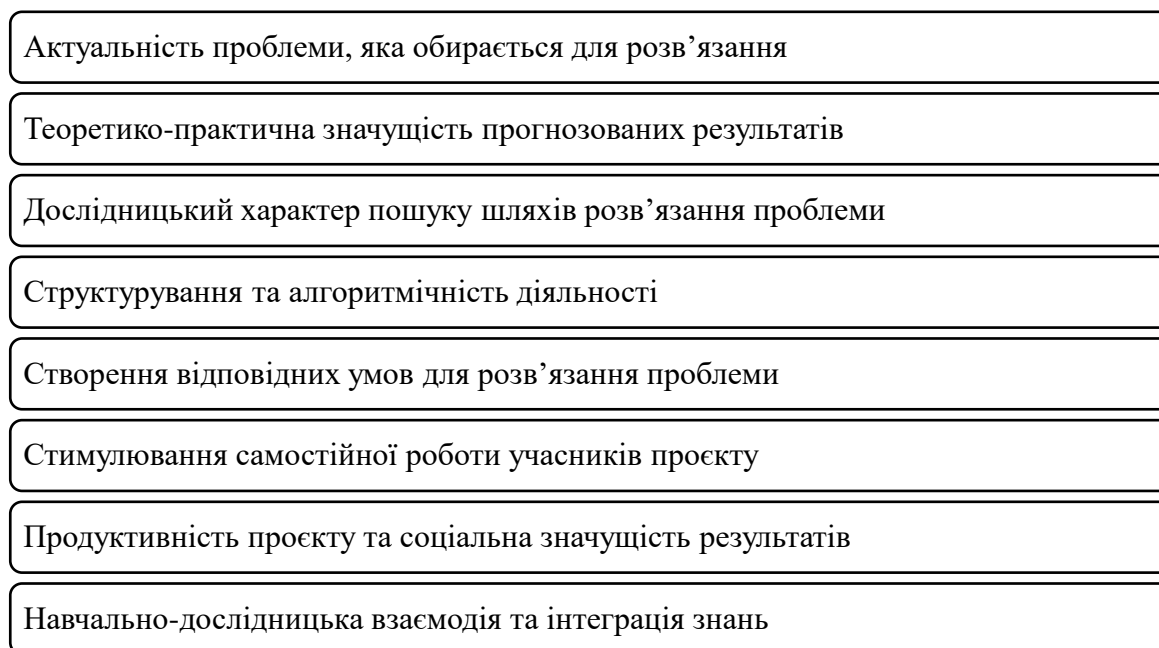 Актуальність проблеми, яка обирається для розв’язання
Теоретико-практична значущість прогнозованих результатів
Дослідницький характер пошуку шляхів розв’язання проблеми
Структурування та алгоритмічність діяльності
Створення відповідних умов для розв’язання проблеми
Стимулювання самостійної роботи учасників проєкту
Продуктивність проєкту та соціальна значущість результатів
Навчально-дослідницька взаємодія та інтеграція знань